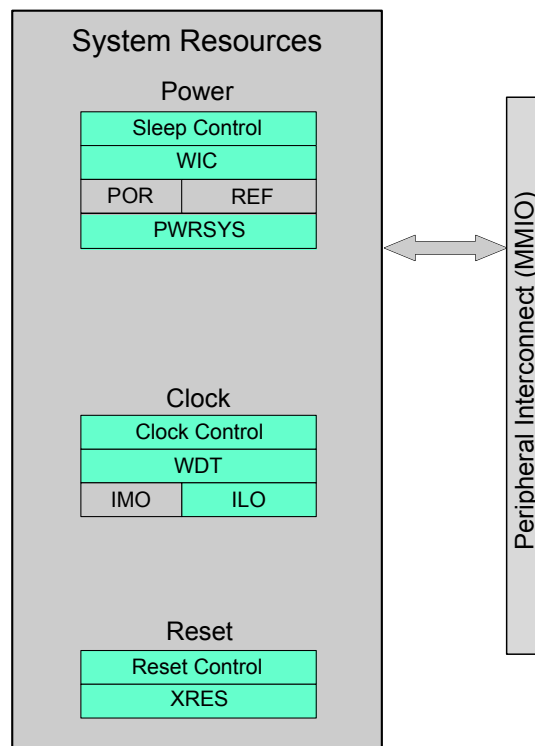 System Resources
Power
Sleep Control
WIC
POR REF
PWRSYS
Clock
Clock Control
WDT
IMO ILO
Reset
Reset Control
XRES
Peripheral Interconnect (MMIO)